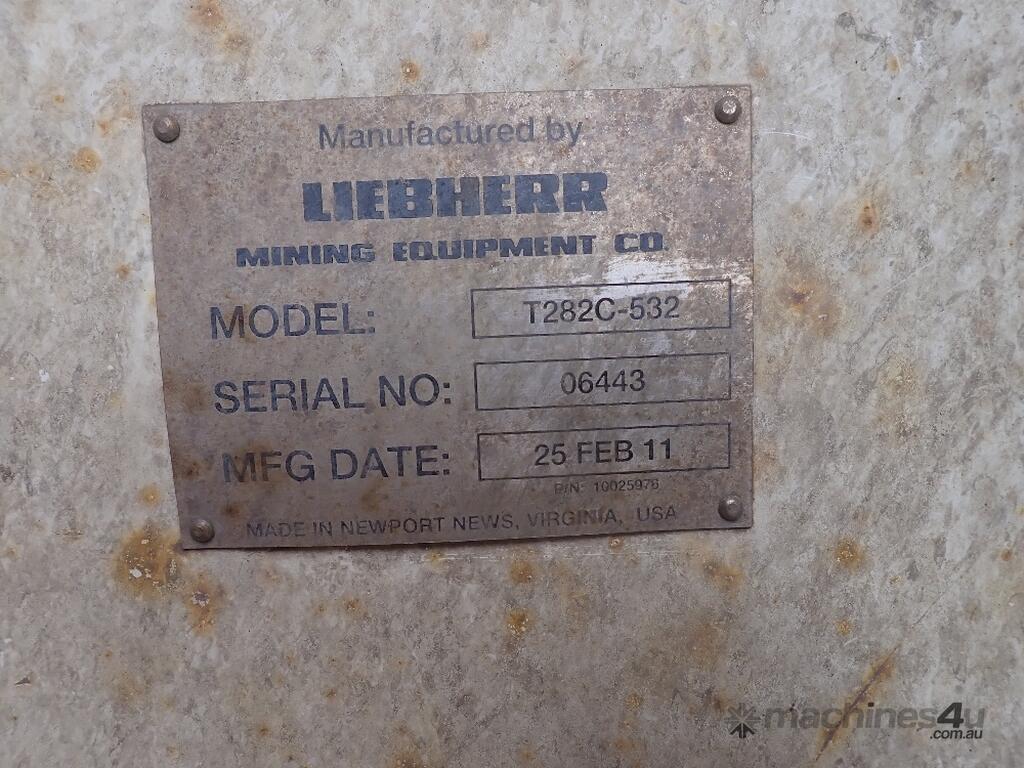 Manufactured by
LIEBHERR
MINING EQUIPMENT CO.
MODEL: T282C-532
SERIAL NO: 06443
MFG DATE: 25 FEB 11
P/N: 10025976
MADE IN NEWPORT NEWS, VIRGINIA, USA
machines4u
.com.au